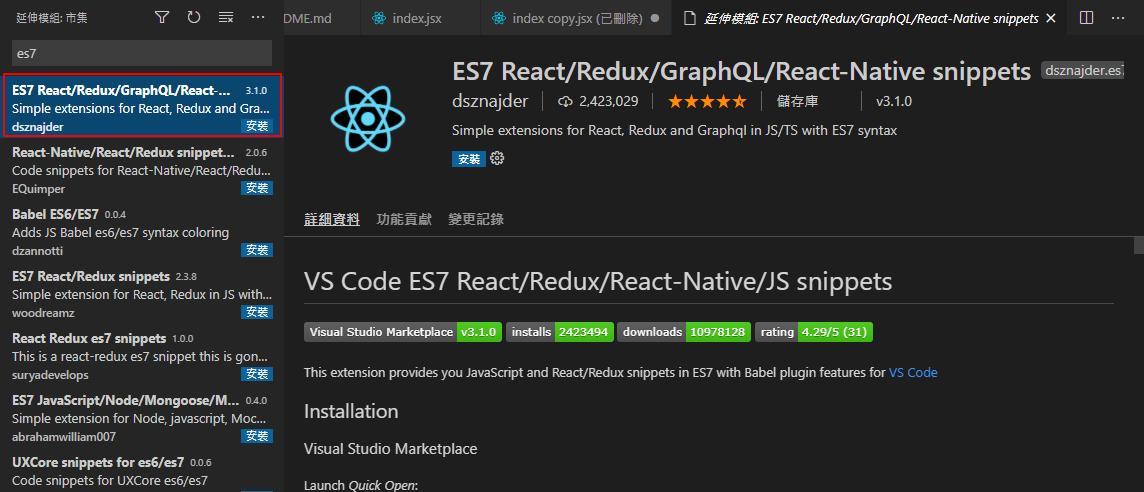 延伸模組: 市集
es7
ES7 React/Redux/GraphQL/React-... 3.1.0
Simple extensions for React, Redux and Gra...
dsznajder 安裝
React-Native/React/Redux snippet... 2.0.6
Code snippets for React-Native/React/Redu...
EQuimper 安裝
Babel ES6/ES7 0.0.4
Adds JS Babel es6/es7 syntax coloring
dzannotti 安裝
ES7 React/Redux snippets 2.3.8
Simple extension for React, Redux in JS with...
woodreamz 安裝
React Redux es7 snippets 1.0.0
This is a react-redux es7 snippet this is gon...
suryadevelops 安裝
ES7 JavaScript/Node/Mongoose/M... 0.4.0
Simple extension for Node, javascript, Moc...
abrahamwilliam007 安裝
UXCore snippets for es6/es7 0.0.6
Code snippets for UXCore es6/es7
DME.md index.jsx index copy.jsx (已刪除) 延伸模組: ES7 React/Redux/GraphQL/React-Native snippets
ES7 React/Redux/GraphQL/React-Native snippets dsznajder.es7
dsznajder 2,423,029 儲存庫 v3.1.0
Simple extensions for React, Redux and Graphql in JS/TS with ES7 syntax
安裝
詳細資料 功能貢獻 變更記錄
VS Code ES7 React/Redux/React-Native/JS snippets
Visual Studio Marketplace v3.1.0 installs 2423494 downloads 10978128 rating 4.29/5 (31)
This extension provides you JavaScript and React/Redux snippets in ES7 with Babel plugin features for VS Code
Installation
Visual Studio Marketplace
Launch Quick Open: